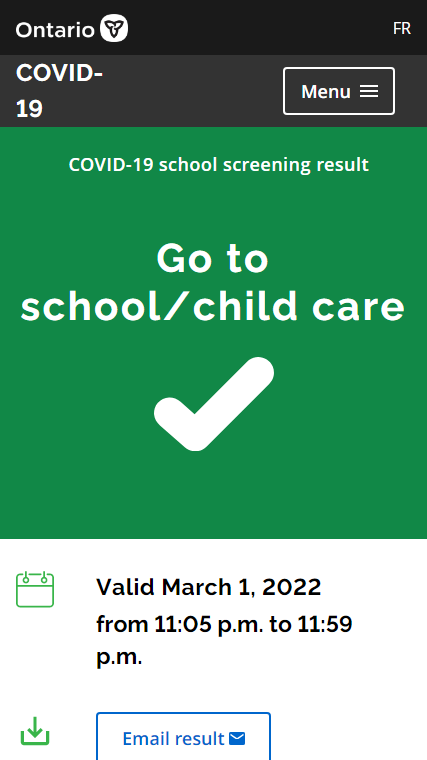 Ontario
FR
COVID-
19
Menu
COVID-19 school screening result
Go to
school/child care
Valid March 1, 2022
from 11:05 p.m. to 11:59
p.m.
Email result